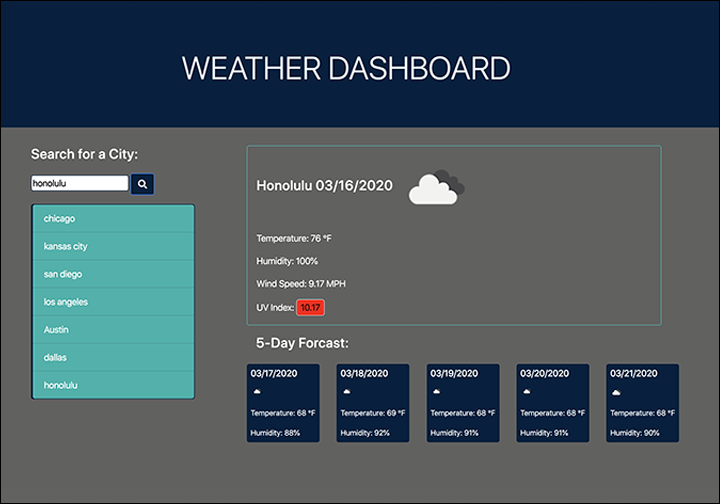 WEATHER DASHBOARD
Search for a City:
honolulu
chicago
kansas city
san diego
los angeles
Austin
dallas
honolulu
Honolulu 03/16/2020
Temperature: 76 °F
Humidity: 100%
Wind Speed: 9.17 MPH
UV Index: 10.17
5-Day Forcast:
03/17/2020
Temperature: 68 °F
Humidity: 88%
03/18/2020
Temperature: 69 °F
Humidity: 92%
03/19/2020
Temperature: 68 °F
Humidity: 91%
03/20/2020
Temperature: 68 °F
Humidity: 91%
03/21/2020
Temperature: 68 °F
Humidity: 90%